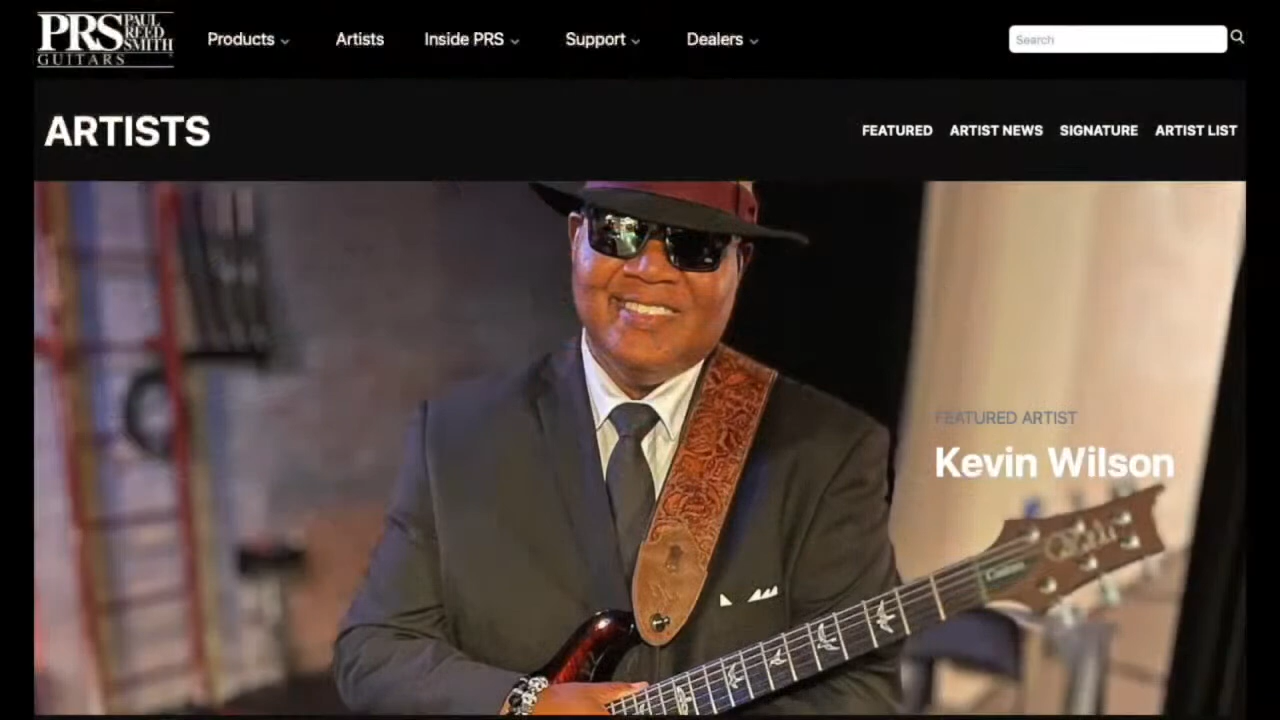 PRS PAUL REED SMITH
GUITARS
Products Artists Inside PRS Support Dealers
Search
ARTISTS
FEATURED ARTIST NEWS SIGNATURE ARTIST LIST
FEATURED ARTIST
Kevin Wilson